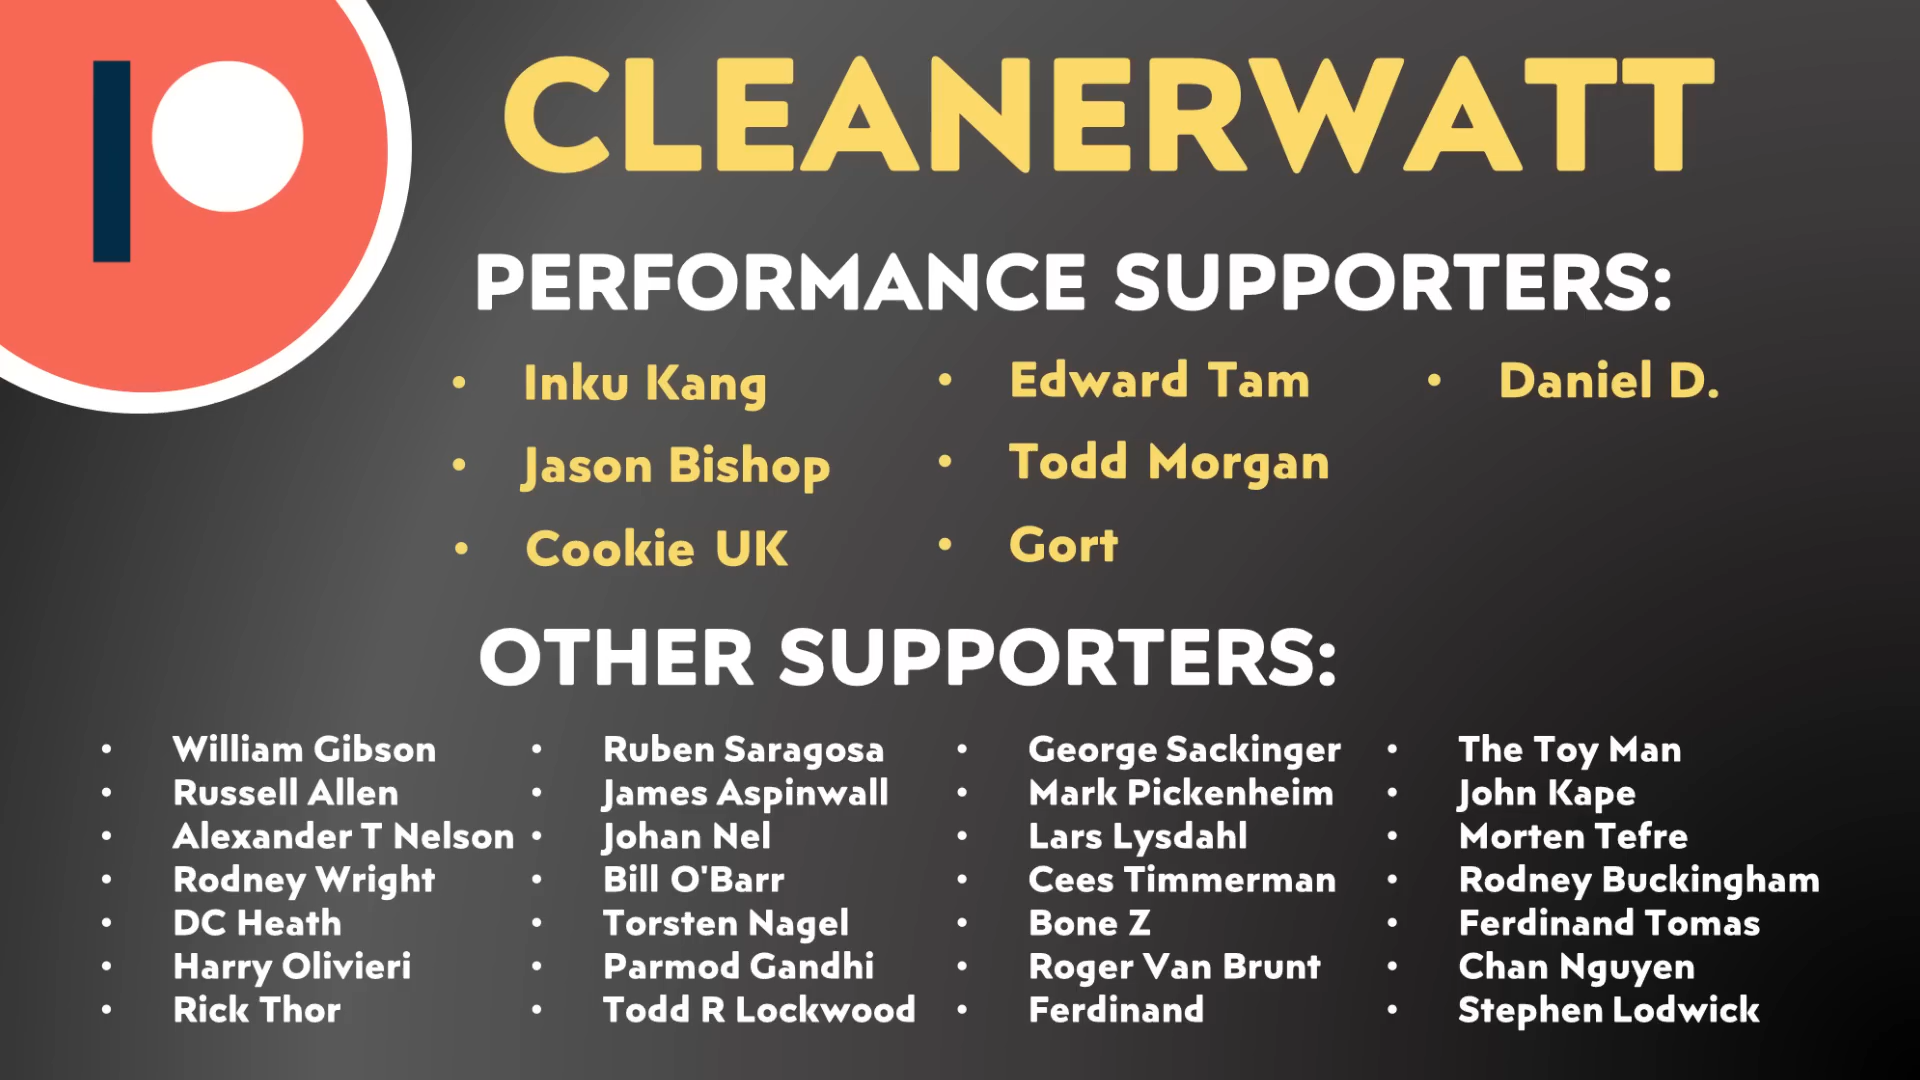 CLEANERWATT
PERFORMANCE SUPPORTERS:
• Inku Kang
• Jason Bishop
• Cookie UK
• Edward Tam
• Todd Morgan
• Gort
• Daniel D.
OTHER SUPPORTERS:
• William Gibson
• Russell Allen
• Alexander T Nelson
• Rodney Wright
• DC Heath
• Harry Olivieri
• Rick Thor
• Ruben Saragosa
• James Aspinwall
• Johan Nel
• Bill O'Barr
• Torsten Nagel
• Parmod Gandhi
• Todd R Lockwood
• George Sackinger
• Mark Pickenheim
• Lars Lysdahl
• Cees Timmerman
• Bone Z
• Roger Van Brunt
• Ferdinand
• The Toy Man
• John Kape
• Morten Tefre
• Rodney Buckingham
• Ferdinand Tomas
• Chan Nguyen
• Stephen Lodwick